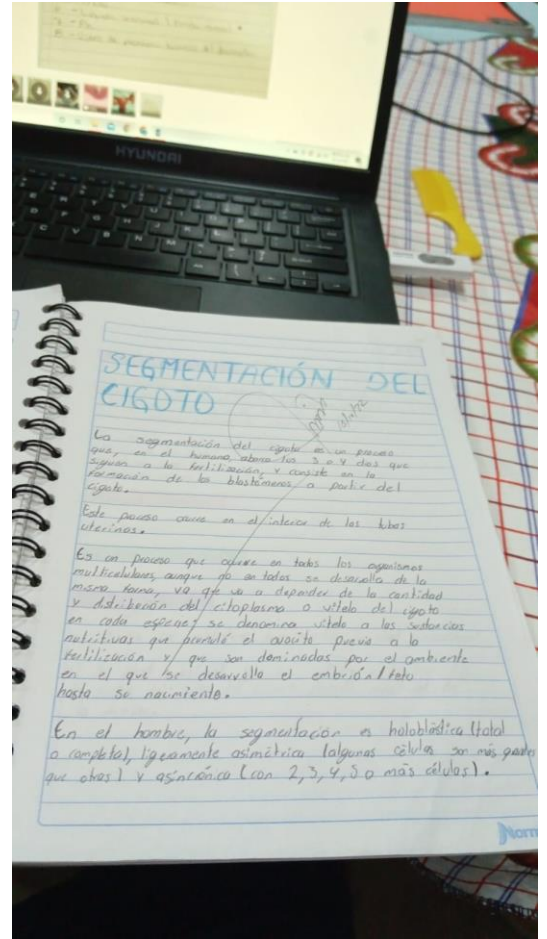 HYUNDAI
SEGMENTACIÓN DEL
CIGOTO
La segmentación del cigoto es un proceso
que, en el humano, abarca los 3 o 4 días que
siguen a la fertilización, y consiste en la
formación de los blastómeros, a partir del
cigoto.
Este proceso ocurre en el interior de las tubas
uterinas.
Es un proceso que ocurre en todos los organismos
multicelulares, aunque no en todos se desarrolla de la
misma forma, ya que va a depender de la cantidad
y distribución del citoplasma o vitelo del cigoto
en cada especie; se denomina vitelo a las sustancias
nutritivas que acumuló el ovocito previa a la
fertilización y que son dominadas por el ambiente
en el que se desarrolla el embrión/feto
hasta su nacimiento.
En el hombre, la segmentación es holoblástica (total
o completa), ligeramente asimétrica (algunas células son más grandes
que otras) y asincrónica (con 2, 3, 4, 5 o más células).
Norm